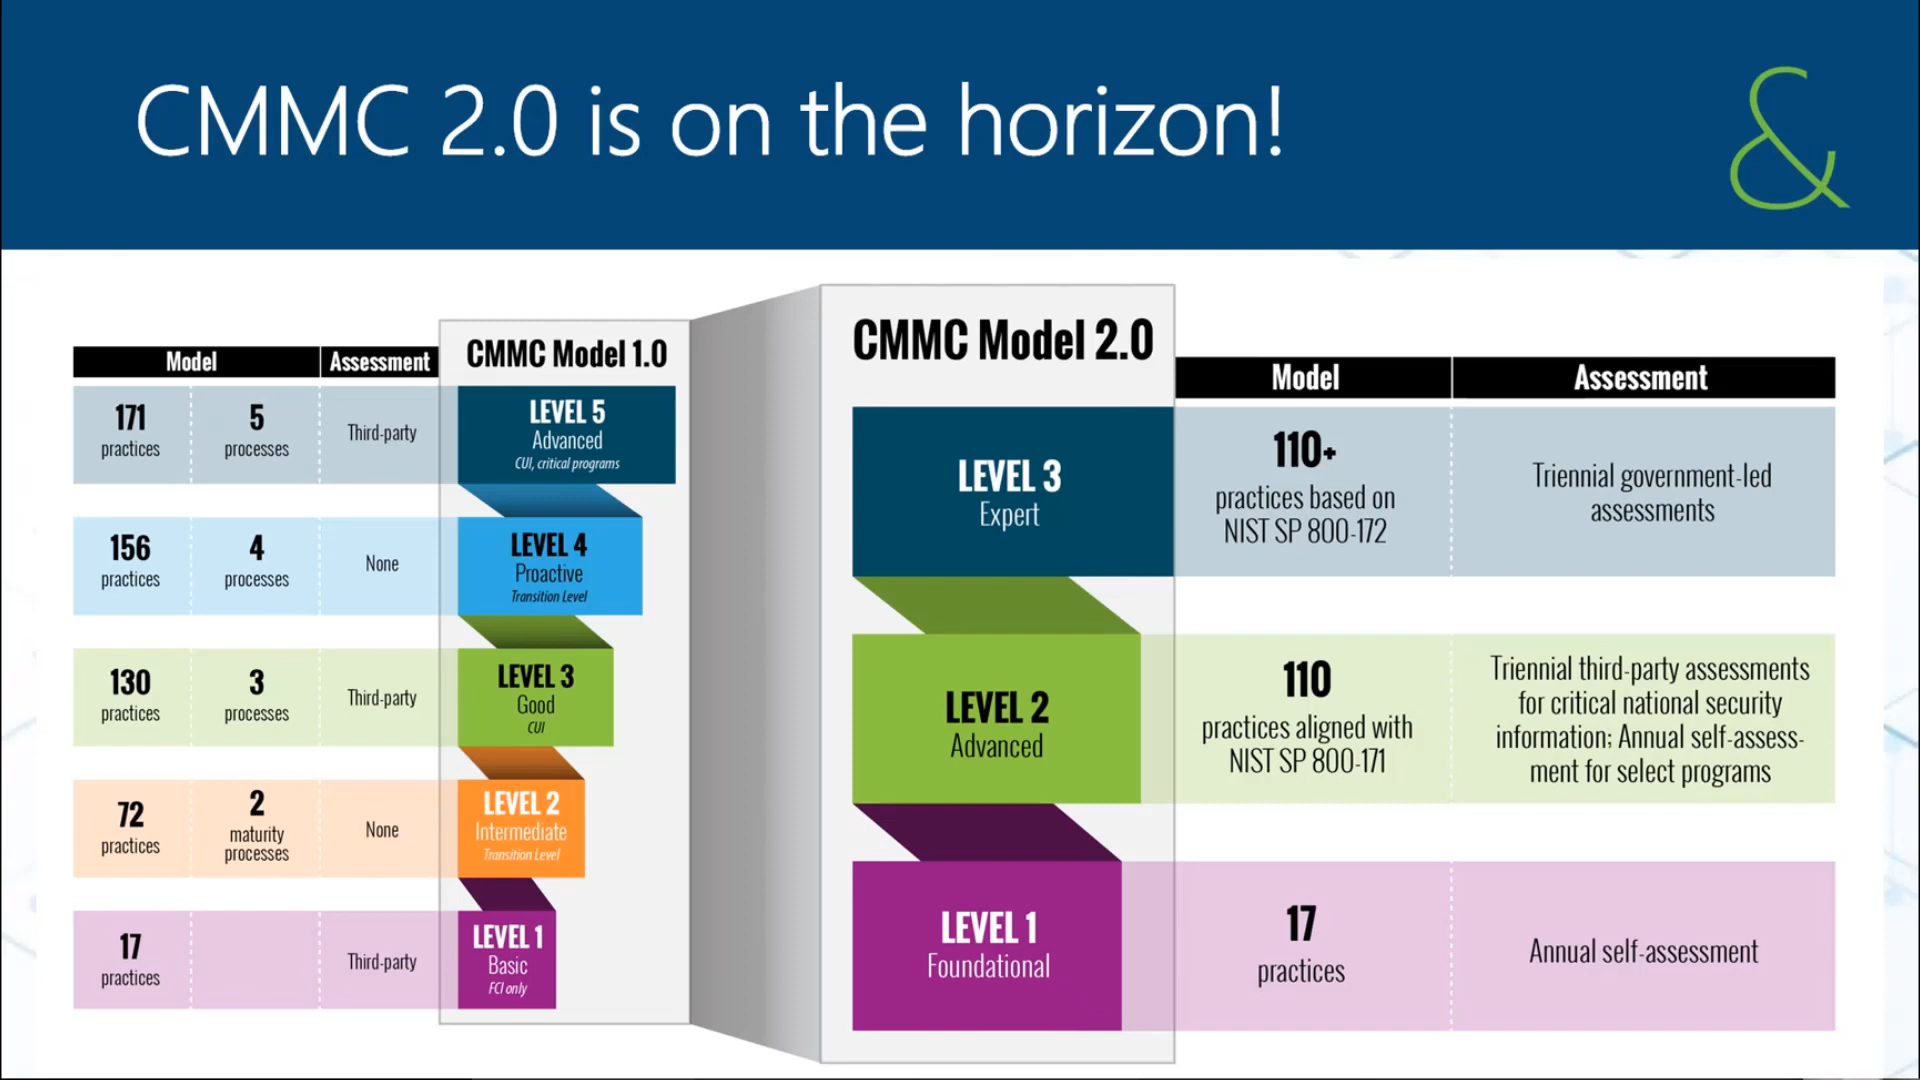 CMMC 2.0 is on the horizon!
&
Model
Assessment
CMMC Model 1.0
171
practices
5
processes
Third-party
LEVEL 5
Advanced
CUI, critical programs
156
practices
4
processes
None
LEVEL 4
Proactive
Transition Level
130
practices
3
processes
Third-party
LEVEL 3
Good
CUI
72
practices
2
maturity
processes
None
LEVEL 2
Intermediate
Transition Level
17
practices
Third-party
LEVEL 1
Basic
FCI only
CMMC Model 2.0
Model
Assessment
LEVEL 3
Expert
110+
practices based on
NIST SP 800-172
Triennial government-led
assessments
LEVEL 2
Advanced
110
practices aligned with
NIST SP 800-171
Triennial third-party assessments
for critical national security
information; Annual self-assess-
ment for select programs
LEVEL 1
Foundational
17
practices
Annual self-assessment